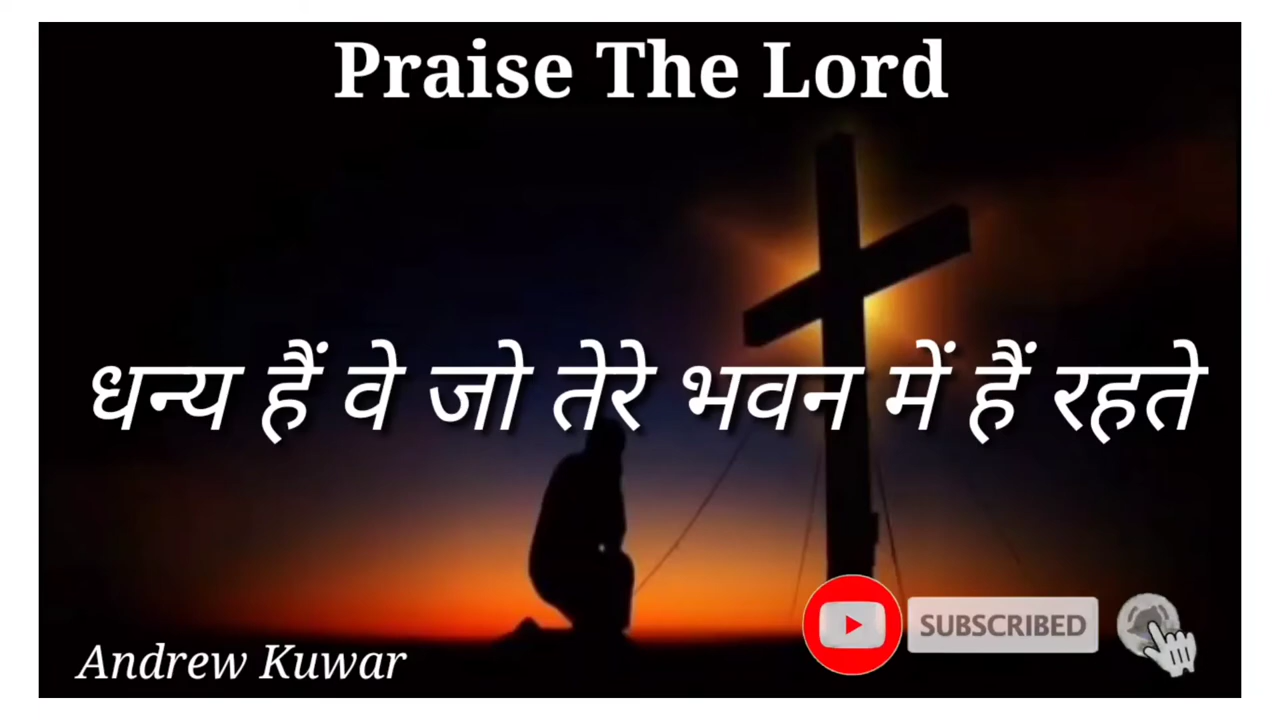 Praise The Lord
धन्य हैं वे जो तेरे भवन में हैं रहते
SUBSCRIBED
Andrew Kuwar